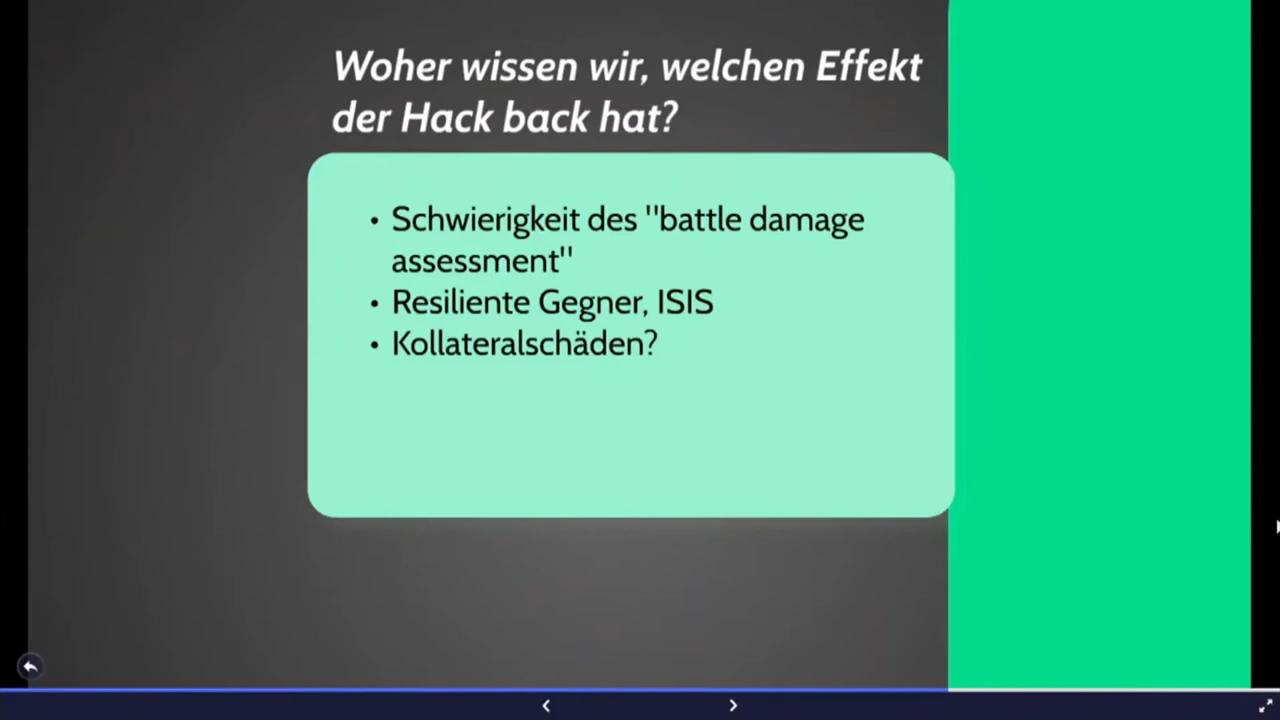 Woher wissen wir, welchen Effekt
der Hack back hat?
• Schwierigkeit des "battle damage
assessment"
• Resiliente Gegner, ISIS
• Kollateralschäden?